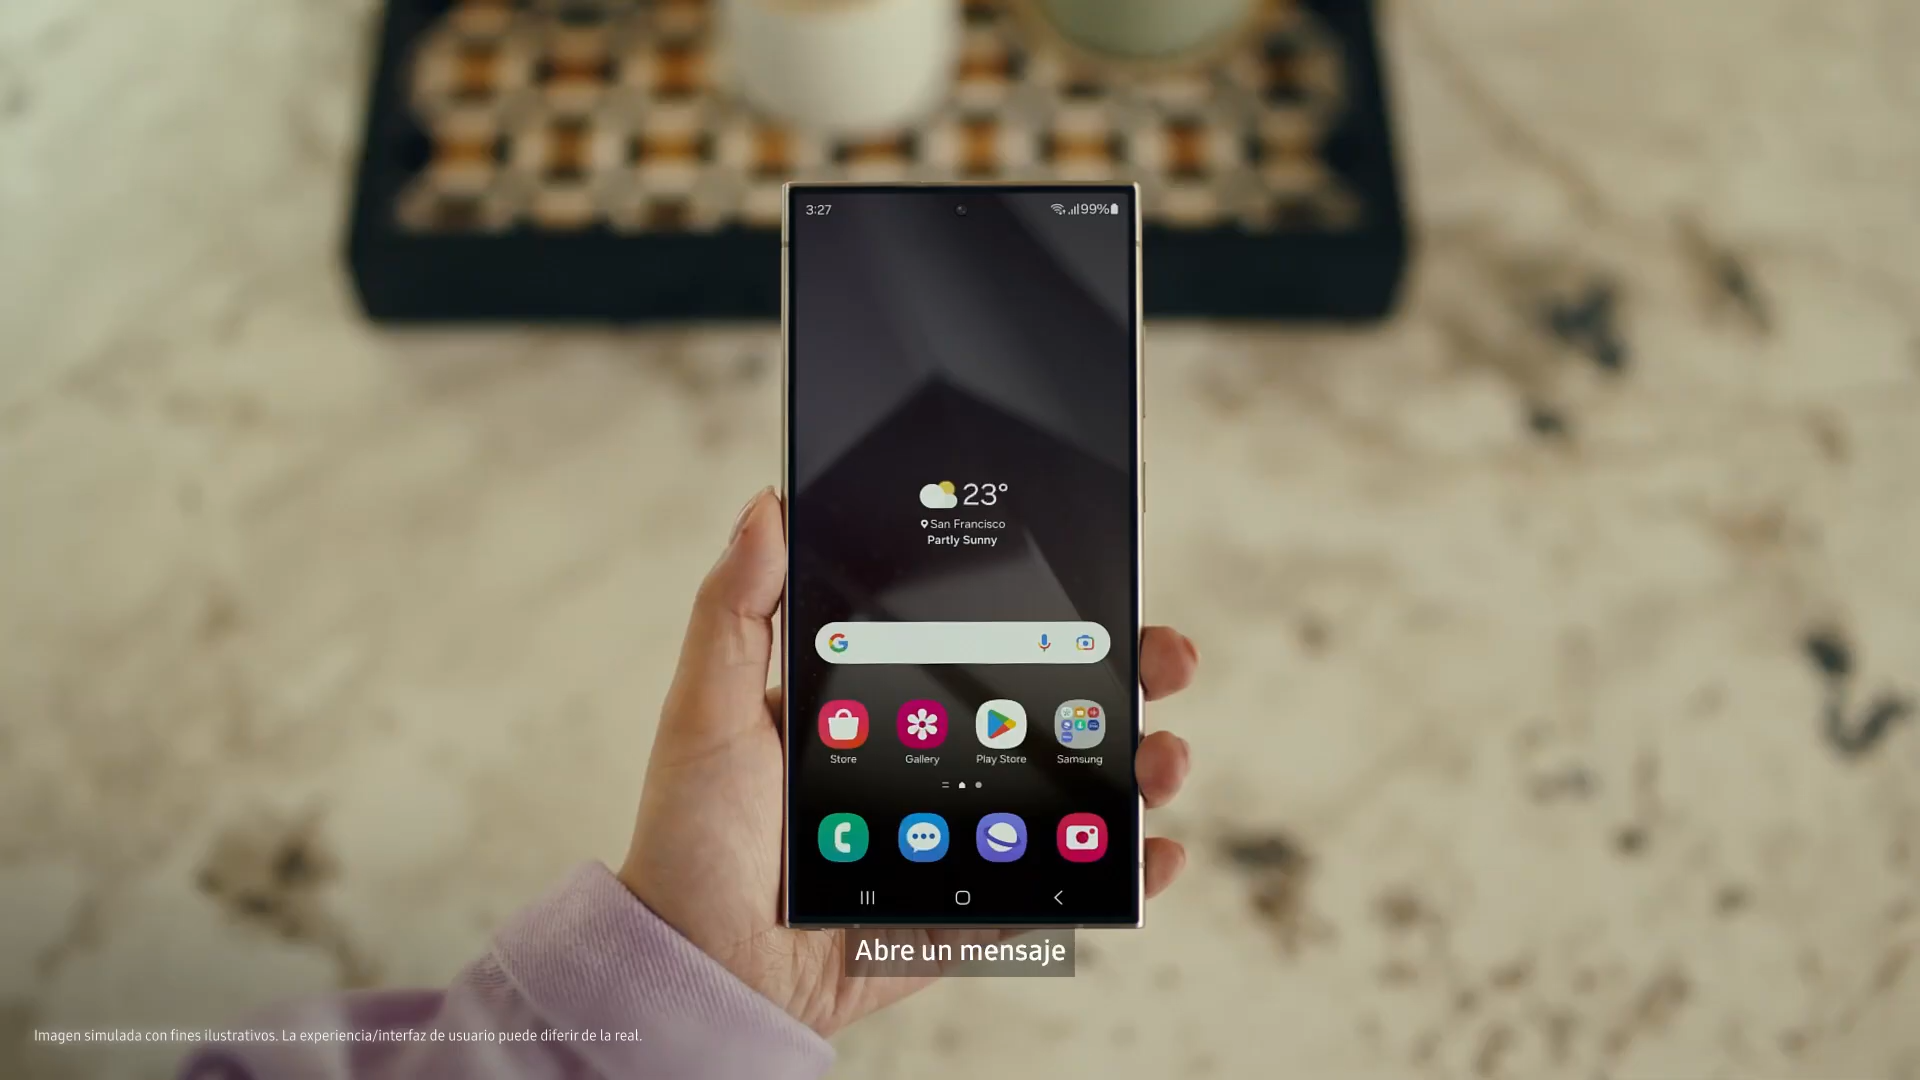 3:27
99%
23°
San Francisco
Partly Sunny
Store
Gallery
Play Store
Samsung
Abre un mensaje
Imagen simulada con fines ilustrativos. La experiencia/interfaz de usuario puede diferir de la real.